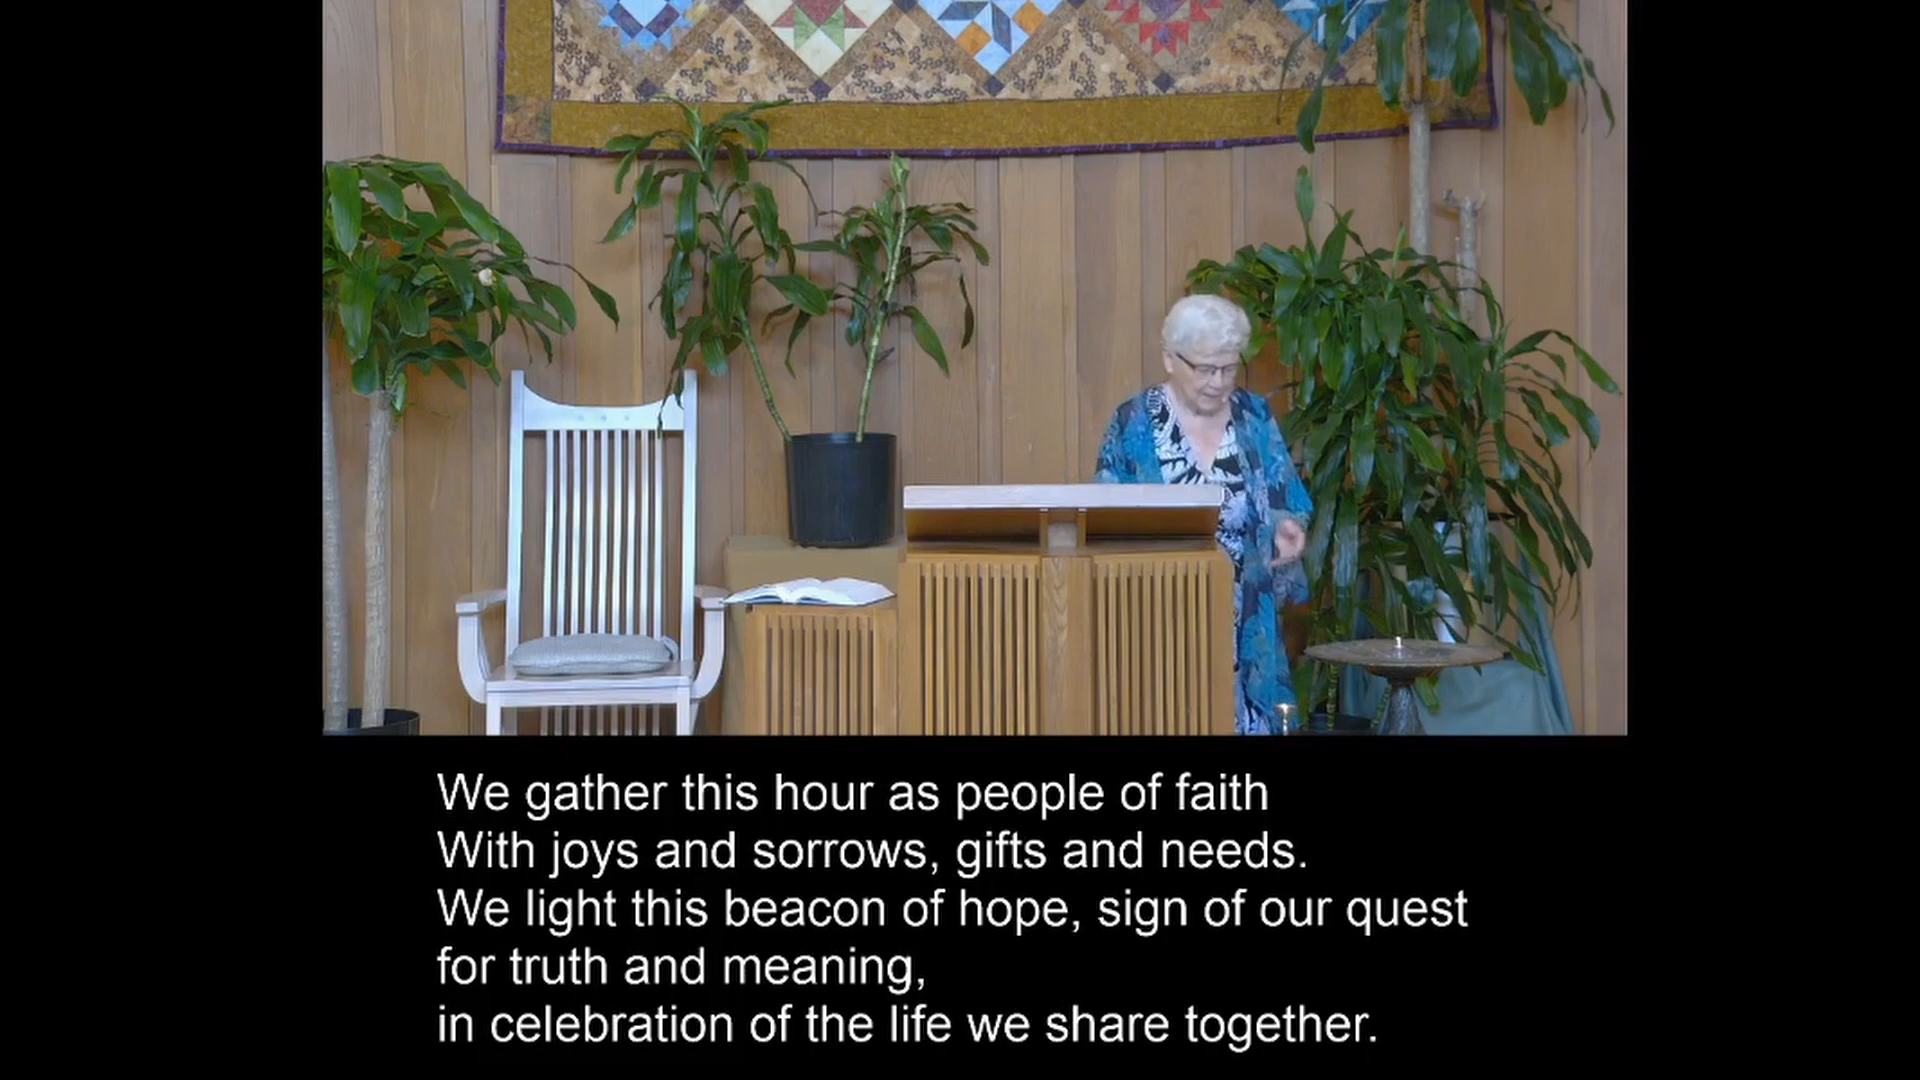 We gather this hour as people of faith
With joys and sorrows, gifts and needs.
We light this beacon of hope, sign of our quest
for truth and meaning,
in celebration of the life we share together.